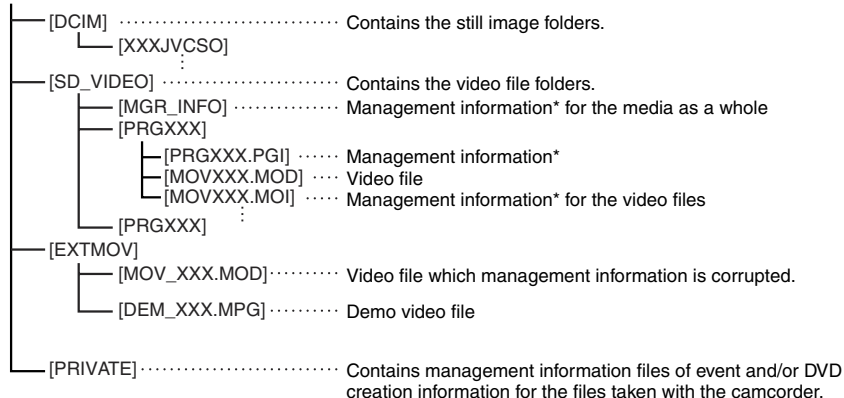 [DCIM] Contains the still image folders.
[XXXJVCSO]
[SD_VIDEO] Contains the video file folders.
[MGR_INFO] Management information* for the media as a whole
[PRGXXX]
[PRGXXX.PGI] Management information*
[MOVXXX.MOD] Video file
[MOVXXX.MOI] Management information* for the video files
[PRGXXX]
[EXTMOV]
[MOV_XXX.MOD] Video file which management information is corrupted.
[DEM_XXX.MPG] Demo video file
[PRIVATE] Contains management information files of event and/or DVD
creation information for the files taken with the camcorder.